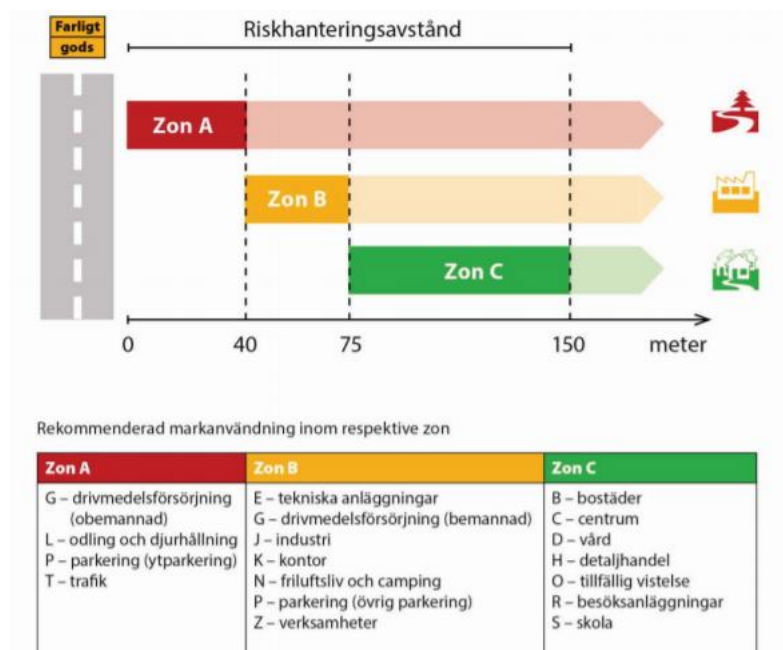 Farligt
gods
Riskhanteringsavstånd
Zon A
Zon B
Zon C
0 40 75 150 meter
Rekommenderad markanvändning inom respektive zon
Zon A
G – drivmedelsförsörjning
(obemannad)
L – odling och djurhållning
P – parkering (ytparkering)
T – trafik
Zon B
E – tekniska anläggningar
G – drivmedelsförsörjning (bemannad)
J – industri
K – kontor
N – friluftsliv och camping
P – parkering (övrig parkering)
Z – verksamheter
Zon C
B – bostäder
C – centrum
D – vård
H – detaljhandel
O – tillfällig vistelse
R – besöksanläggningar
S – skola